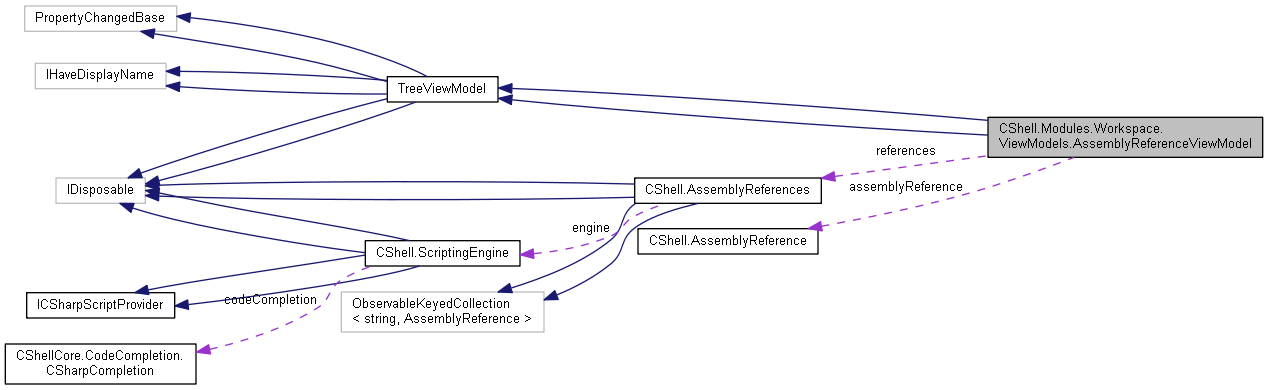 PropertyChangedBase
IHaveDisplayName
TreeViewModel
CShell.Modules.Workspace.
ViewModels.AssemblyReferenceViewModel
references
assemblyReference
IDisposable
CShell.AssemblyReferences
engine
CShell.AssemblyReference
CShell.ScriptingEngine
ICSharpScriptProvider
codeCompletion
ObservableKeyedCollection
< string, AssemblyReference >
CShellCore.CodeCompletion.
CSharpCompletion